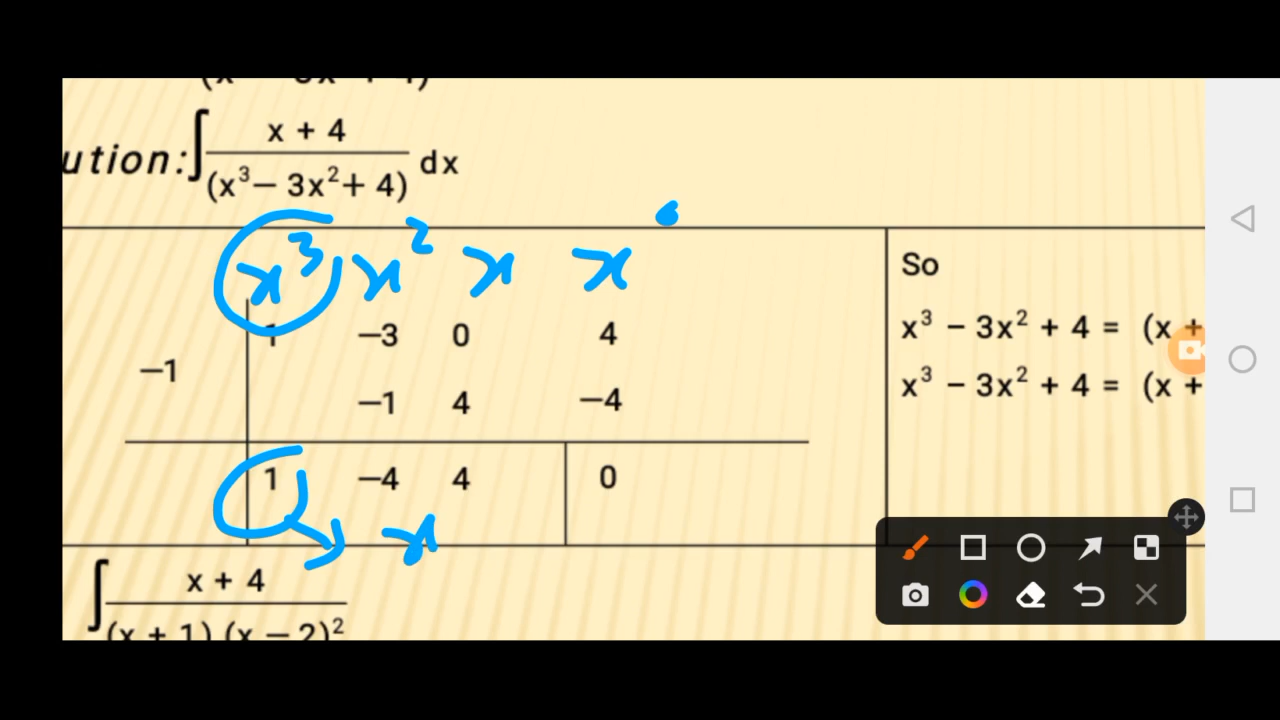 ution: ∫ x + 4 / (x³ – 3x² + 4) dx
x³ x² x x°
1 –3 0 4
–1
–1 4 –4
1 –4 4 0
x
So
x³ – 3x² + 4 = (x +
x³ – 3x² + 4 = (x +
∫ x + 4 / (x + 1) (x – 2)²